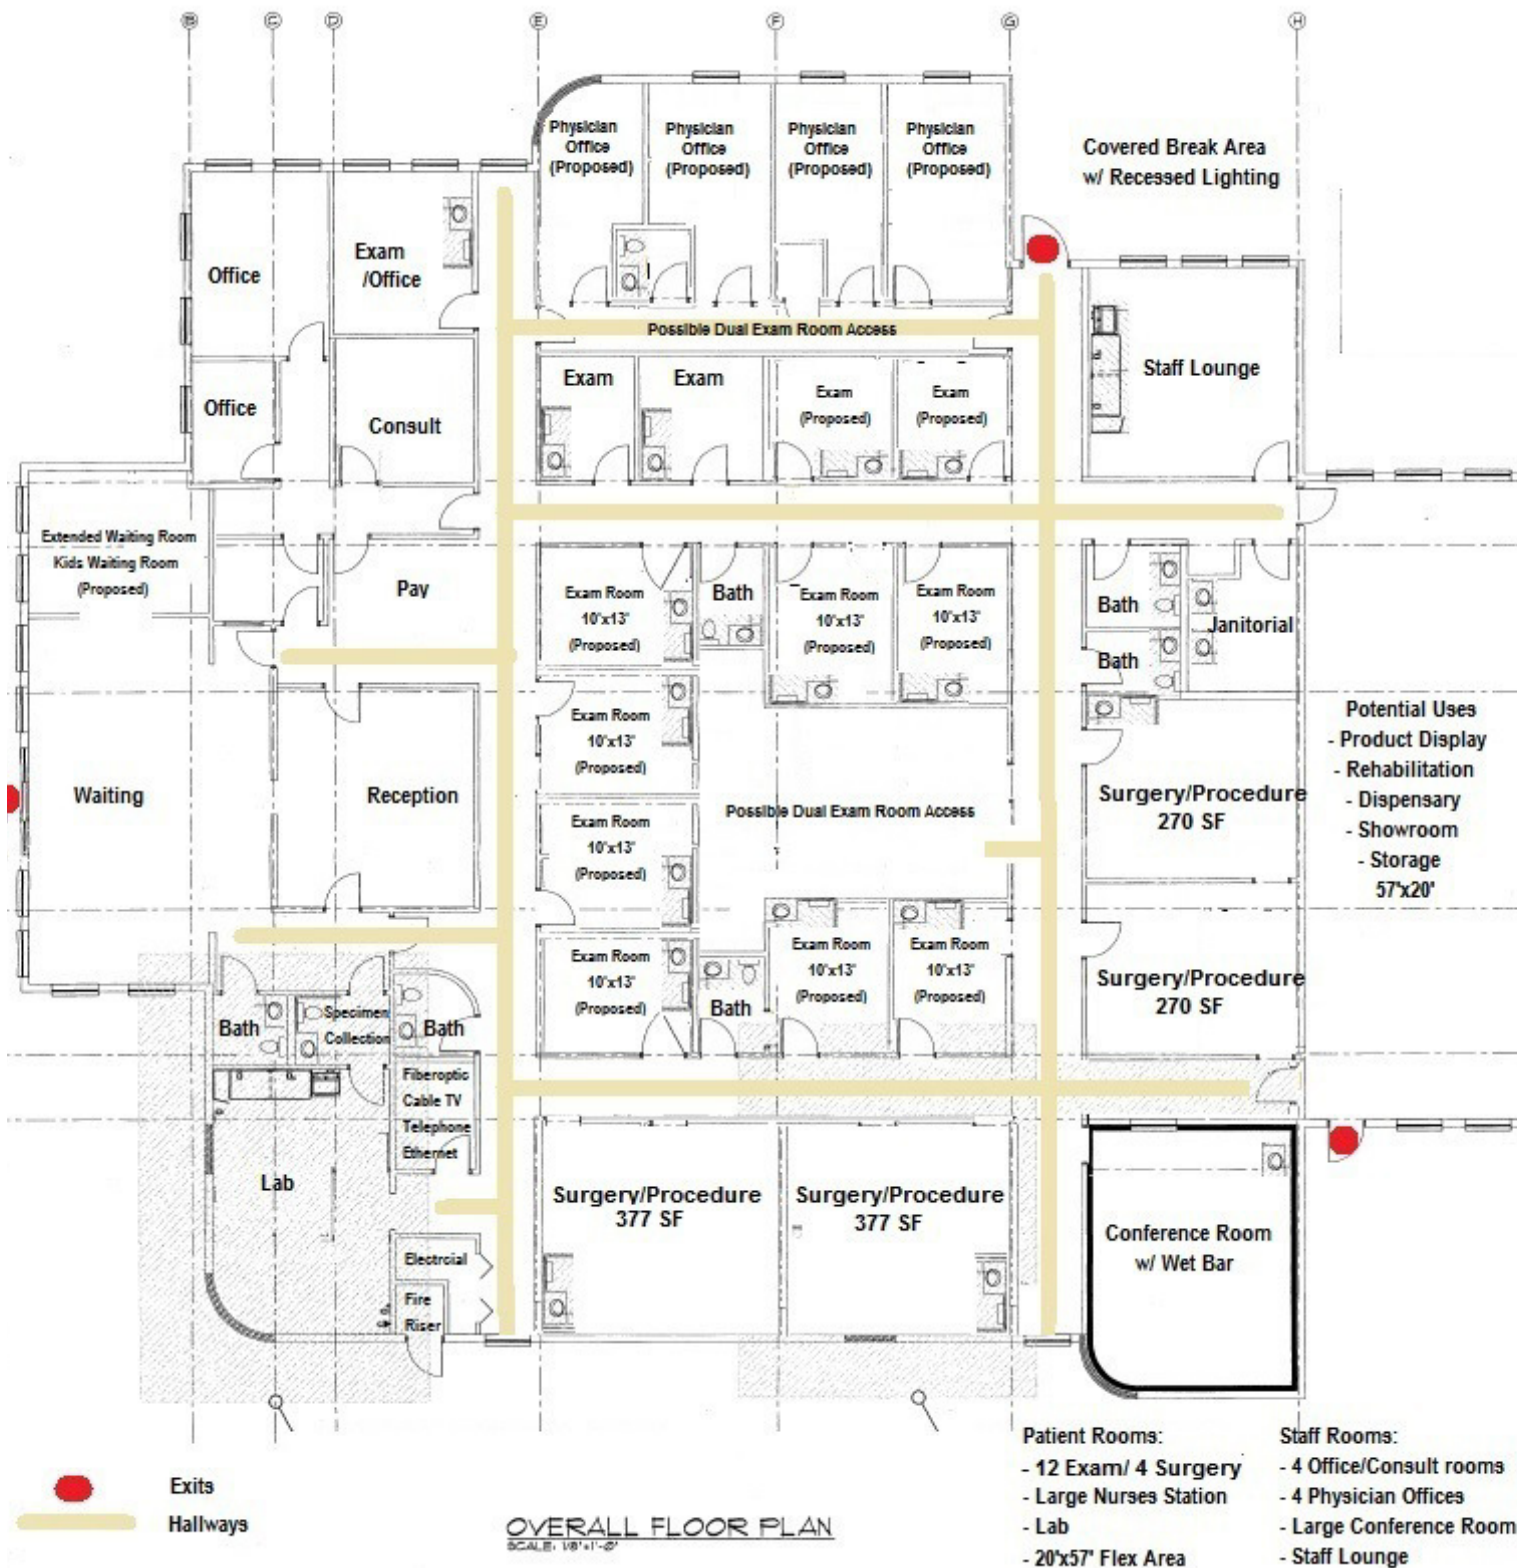 B
C
D
E
F
G
H
Physician
Office
(Proposed)
Physician
Office
(Proposed)
Physician
Office
(Proposed)
Physician
Office
(Proposed)
Covered Break Area
w/ Recessed Lighting
Office
Exam
/Office
Possible Dual Exam Room Access
Staff Lounge
Office
Consult
Exam
Exam
Exam
(Proposed)
Exam
(Proposed)
Extended Waiting Room
Kids Waiting Room
(Proposed)
Pay
Exam Room
10'x13'
(Proposed)
Bath
Exam Room
10'x13'
(Proposed)
Exam Room
10'x13'
(Proposed)
Bath
Janitorial
Bath
Exam Room
10'x13'
(Proposed)
Potential Uses
- Product Display
- Rehabilitation
- Dispensary
- Showroom
- Storage
57'x20'
Waiting
Reception
Exam Room
10'x13'
(Proposed)
Possible Dual Exam Room Access
Surgery/Procedure
270 SF
Exam Room
10'x13'
(Proposed)
Exam Room
10'x13'
(Proposed)
Exam Room
10'x13'
(Proposed)
Surgery/Procedure
270 SF
Bath
Specimen
Collection
Bath
Bath
Fiberoptic
Cable TV
Telephone
Ethernet
Lab
Surgery/Procedure
377 SF
Surgery/Procedure
377 SF
Conference Room
w/ Wet Bar
Electrcial
Fire
Riser
Exits
Hallways
OVERALL FLOOR PLAN
SCALE: 1/8"=1'-0"
Patient Rooms:
- 12 Exam/ 4 Surgery
- Large Nurses Station
- Lab
- 20'x57' Flex Area
Staff Rooms:
- 4 Office/Consult rooms
- 4 Physician Offices
- Large Conference Room
- Staff Lounge